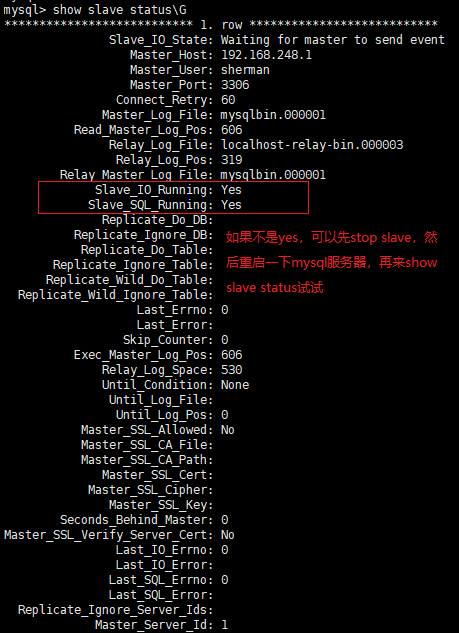 mysql> show slave status\G
*************************** 1. row ***************************
Slave_IO_State: Waiting for master to send event
Master_Host: 192.168.248.1
Master_User: sherman
Master_Port: 3306
Connect_Retry: 60
Master_Log_File: mysqlbin.000001
Read_Master_Log_Pos: 606
Relay_Log_File: localhost-relay-bin.000003
Relay_Log_Pos: 319
Relay_Master_Log_File: mysqlbin.000001
Slave_IO_Running: Yes
Slave_SQL_Running: Yes
Replicate_Do_DB:
Replicate_Ignore_DB:
Replicate_Do_Table:
Replicate_Ignore_Table:
Replicate_Wild_Do_Table:
Replicate_Wild_Ignore_Table:
如果不是yes，可以先stop slave，然
后重启一下mysql服务器，再来show
slave status试试
Last_Errno: 0
Last_Error:
Skip_Counter: 0
Exec_Master_Log_Pos: 606
Relay_Log_Space: 530
Until_Condition: None
Until_Log_File:
Until_Log_Pos: 0
Master_SSL_Allowed: No
Master_SSL_CA_File:
Master_SSL_CA_Path:
Master_SSL_Cert:
Master_SSL_Cipher:
Master_SSL_Key:
Seconds_Behind_Master: 0
Master_SSL_Verify_Server_Cert: No
Last_IO_Errno: 0
Last_IO_Error:
Last_SQL_Errno: 0
Last_SQL_Error:
Replicate_Ignore_Server_Ids:
Master_Server_Id: 1